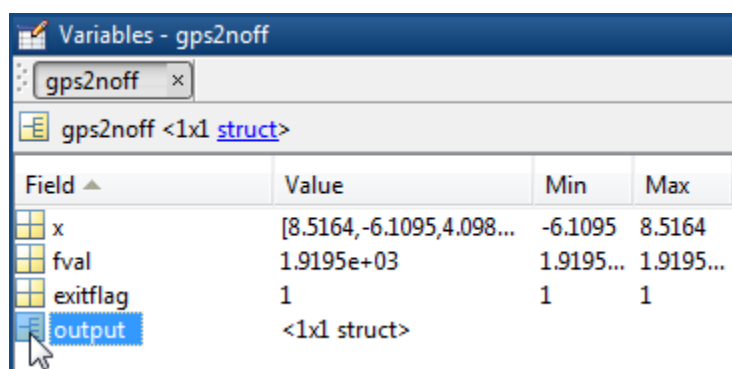 Variables - gps2noff
gps2noff ×
gps2noff <1x1 struct>
Field Value Min Max
x [8.5164,-6.1095,4.098... -6.1095 8.5164
fval 1.9195e+03 1.9195... 1.9195...
exitflag 1 1 1
output <1x1 struct>